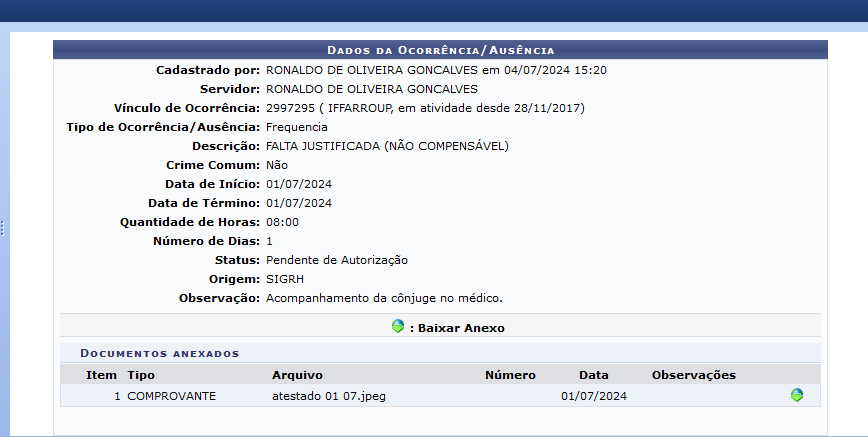 Dados da Ocorrência/Ausência
Cadastrado por: RONALDO DE OLIVEIRA GONCALVES em 04/07/2024 15:20
Servidor: RONALDO DE OLIVEIRA GONCALVES
Vínculo de Ocorrência: 2997295 ( IFFARROUP, em atividade desde 28/11/2017)
Tipo de Ocorrência/Ausência: Frequencia
Descrição: FALTA JUSTIFICADA (NÃO COMPENSÁVEL)
Crime Comum: Não
Data de Início: 01/07/2024
Data de Término: 01/07/2024
Quantidade de Horas: 08:00
Número de Dias: 1
Status: Pendente de Autorização
Origem: SIGRH
Observação: Acompanhamento da cônjuge no médico.
: Baixar Anexo
Documentos anexados
Item Tipo Arquivo Número Data Observações
1 COMPROVANTE atestado 01 07.jpeg 01/07/2024